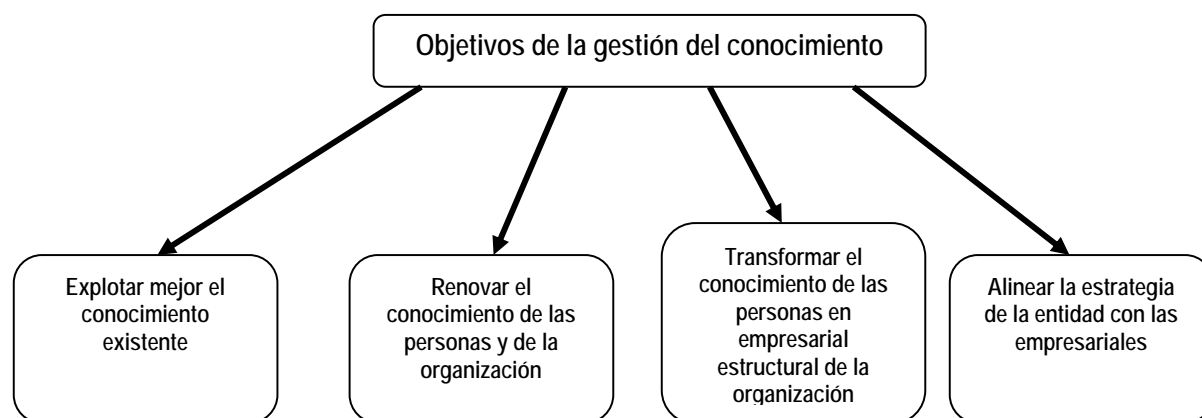 Objetivos de la gestión del conocimiento
Explotar mejor el
conocimiento
existente
Renovar el
conocimiento de las
personas y de la
organización
Transformar el
conocimiento de las
personas en
empresarial
estructural de la
organización
Alinear la estrategia
de la entidad con las
empresariales